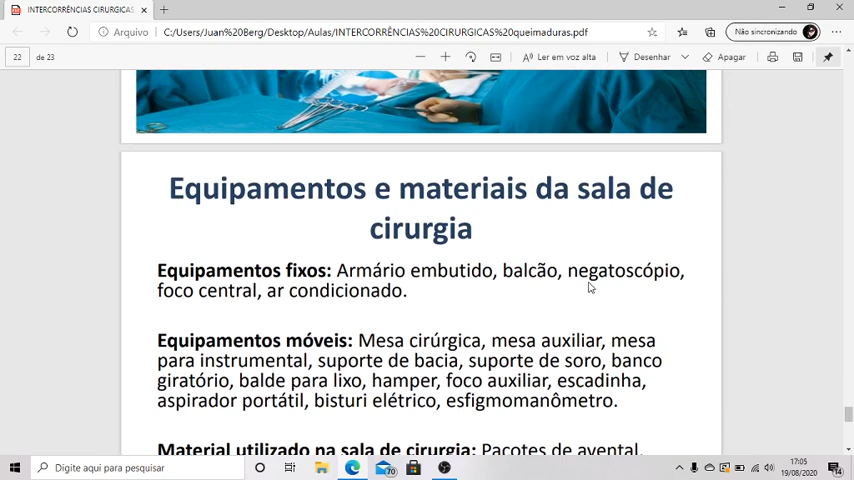 INTERCORRÊNCIAS CIRURGICAS
Arquivo
C:/Users/Juan%20Berg/Desktop/Aulas/INTERCORRÊNCIAS%20CIRURGICAS%20queimaduras.pdf
Não sincronizando
22
de 23
Ler em voz alta
Desenhar
Apagar
Equipamentos e materiais da sala de
cirurgia
Equipamentos fixos: Armário embutido, balcão, negatoscópio,
foco central, ar condicionado.
Equipamentos móveis: Mesa cirúrgica, mesa auxiliar, mesa
para instrumental, suporte de bacia, suporte de soro, banco
giratório, balde para lixo, hamper, foco auxiliar, escadinha,
aspirador portátil, bisturi elétrico, esfigmomanômetro.
Material utilizado na sala de cirurgia: Pacotes de avental,
Digite aqui para pesquisar
70
17:05
19/08/2020
14